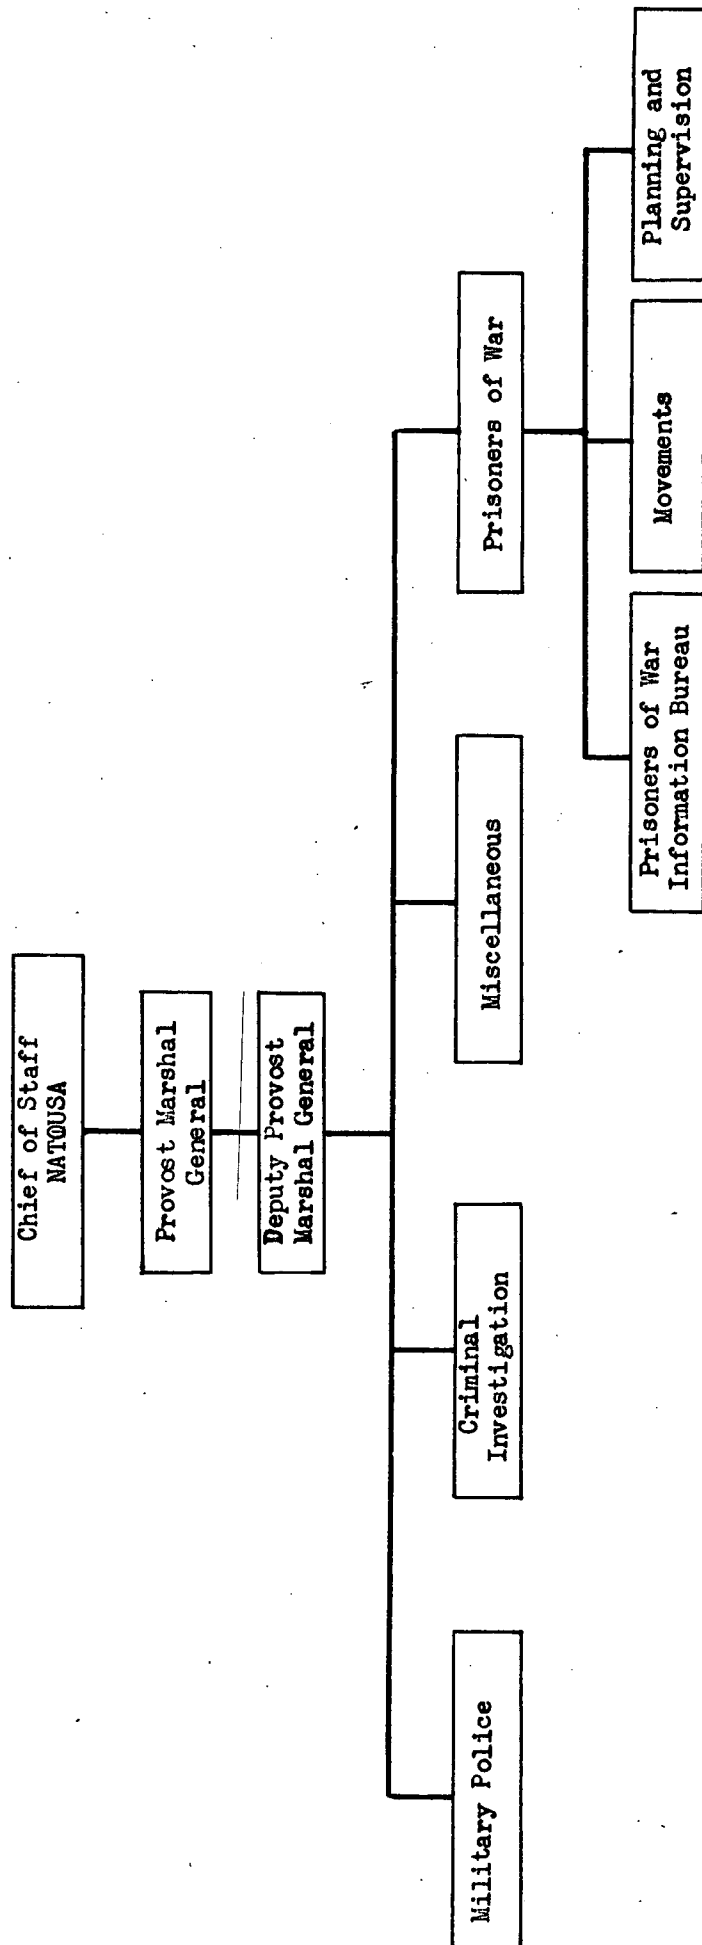 Chief of Staff
NATOUSA
Provost Marshal
General
Deputy Provost
Marshal General
Military Police
Criminal
Investigation
Miscellaneous
Prisoners of War
Prisoners of War
Information Bureau
Movements
Planning and
Supervision